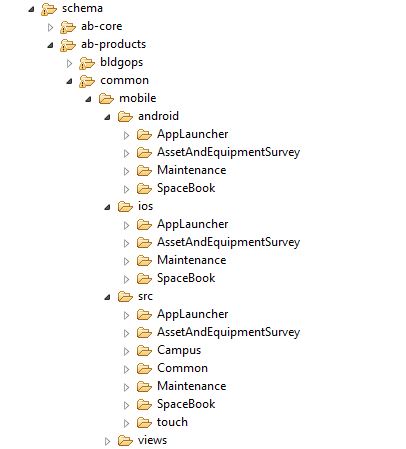 schema
ab-core
ab-products
bldgops
common
mobile
android
AppLauncher
AssetAndEquipmentSurvey
Maintenance
SpaceBook
ios
AppLauncher
AssetAndEquipmentSurvey
Maintenance
SpaceBook
src
AppLauncher
AssetAndEquipmentSurvey
Campus
Common
Maintenance
SpaceBook
touch
views